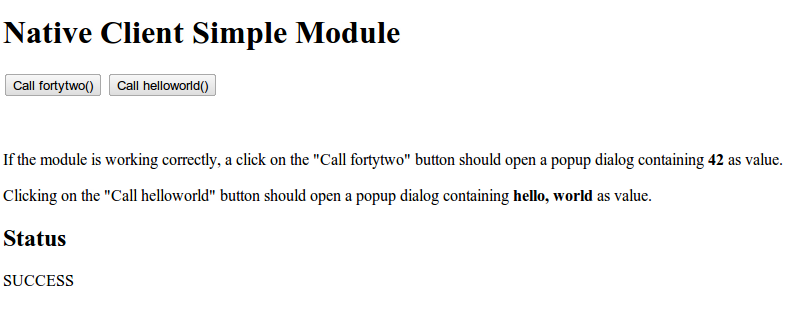 Native Client Simple Module
Call fortytwo() Call helloworld()
If the module is working correctly, a click on the "Call fortytwo" button should open a popup dialog containing 42 as value.
Clicking on the "Call helloworld" button should open a popup dialog containing hello, world as value.
Status
SUCCESS